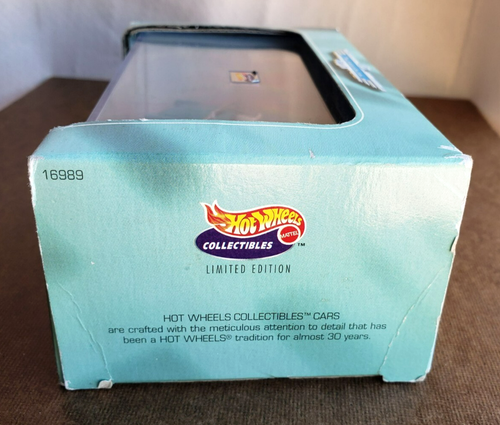 16989
Hot Wheels
MATTEL
COLLECTIBLES ™
LIMITED EDITION
HOT WHEELS COLLECTIBLES™ CARS
are crafted with the meticulous attention to detail that has
been a HOT WHEELS® tradition for almost 30 years.